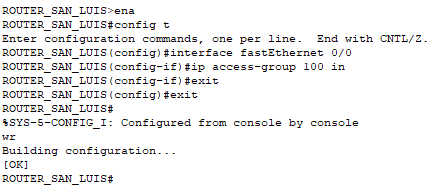 ROUTER_SAN_LUIS>ena
ROUTER_SAN_LUIS#config t
Enter configuration commands, one per line.  End with CNTL/Z.
ROUTER_SAN_LUIS(config)#interface fastEthernet 0/0
ROUTER_SAN_LUIS(config-if)#ip access-group 100 in
ROUTER_SAN_LUIS(config-if)#exit
ROUTER_SAN_LUIS(config)#exit
ROUTER_SAN_LUIS#
%SYS-5-CONFIG_I: Configured from console by console
wr
Building configuration...
[OK]
ROUTER_SAN_LUIS#